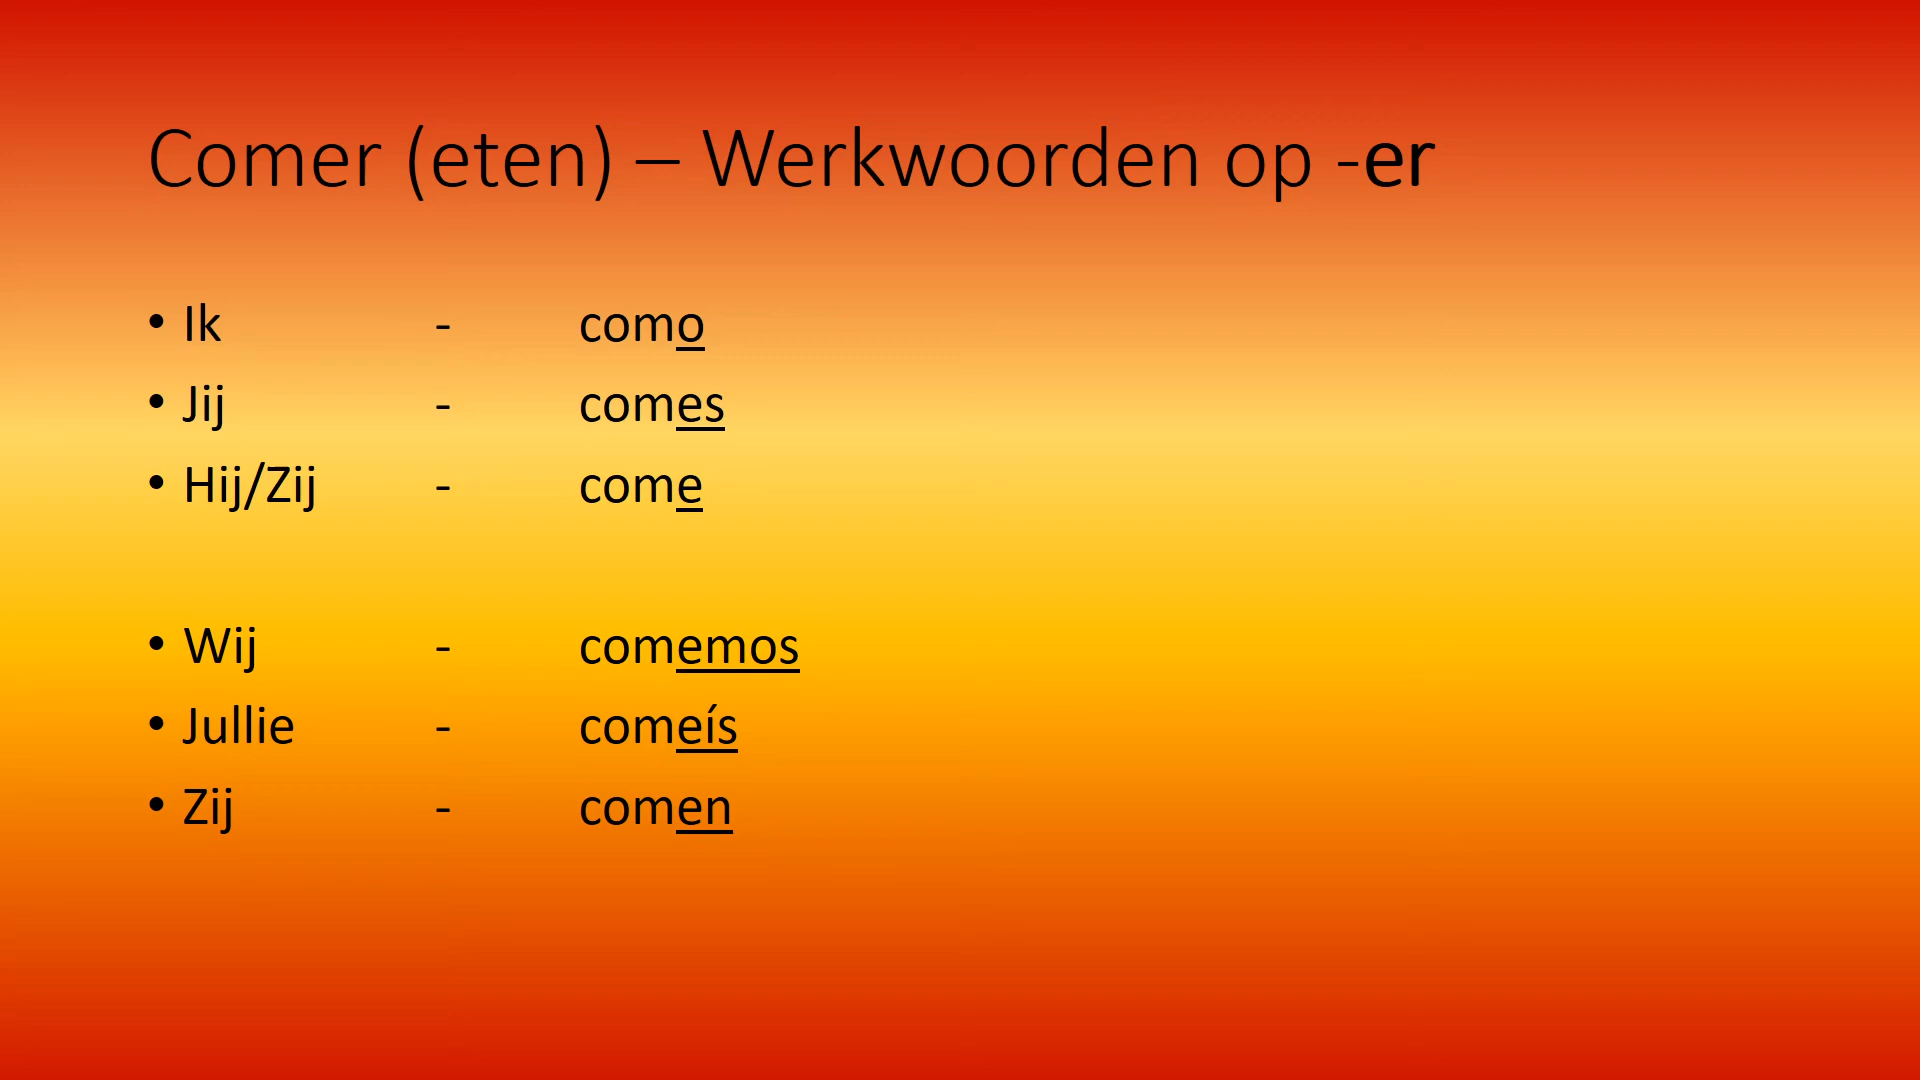 Comer (eten) – Werkwoorden op -er
• Ik - como
• Jij - comes
• Hij/Zij - come
• Wij - comemos
• Jullie - comeís
• Zij - comen